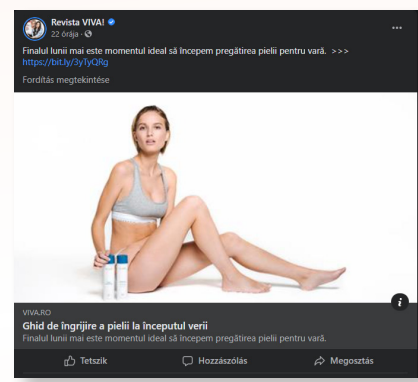 Revista VIVA!
22 órája ·
Finalul lunii mai este momentul ideal să începem pregătirea pielii pentru vară. >>>
https://bit.ly/3yTyQRg
Fordítás megtekintése
VIVA.RO
Ghid de îngrijire a pielii la începutul verii
Finalul lunii mai este momentul ideal să începem pregătirea pielii pentru vară.
Tetszik
Hozzászólás
Megosztás